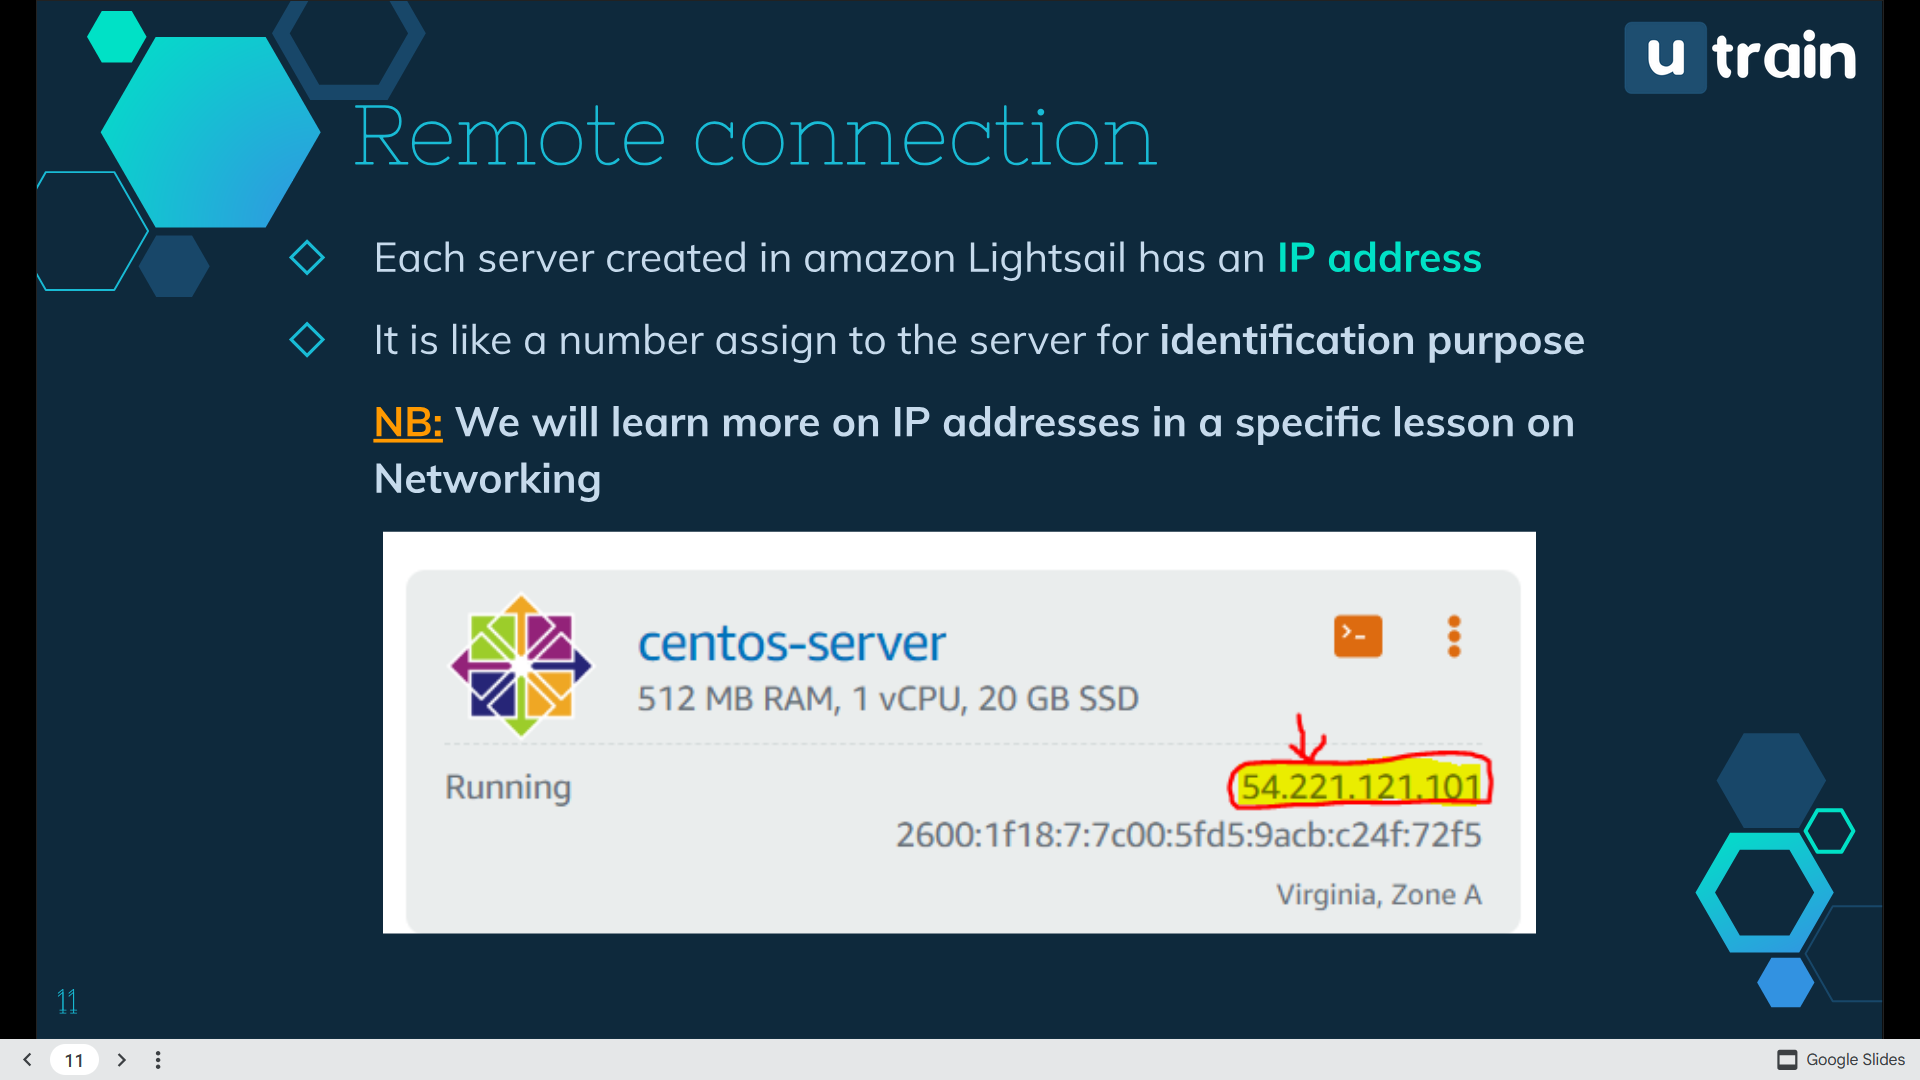 u train
Remote connection
Each server created in amazon Lightsail has an IP address
It is like a number assign to the server for identification purpose
NB: We will learn more on IP addresses in a specific lesson on
Networking
centos-server
>-
512 MB RAM, 1 vCPU, 20 GB SSD
Running
54.221.121.101
2600:1f18:7:7c00:5fd5:9acb:c24f:72f5
Virginia, Zone A
11
11
Google Slides